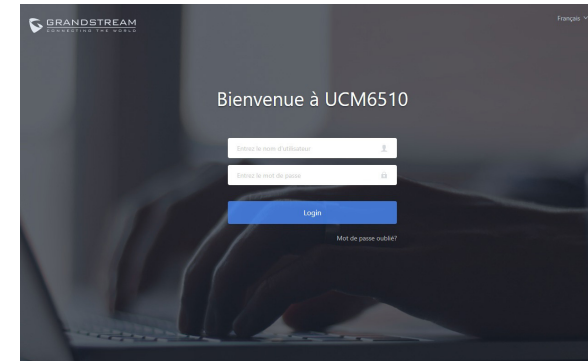 GRANDSTREAM
CONNECTING THE WORLD
Français
Bienvenue à UCM6510
Entrez le nom d'utilisateur
Entrez le mot de passe
Login
Mot de passe oublié?